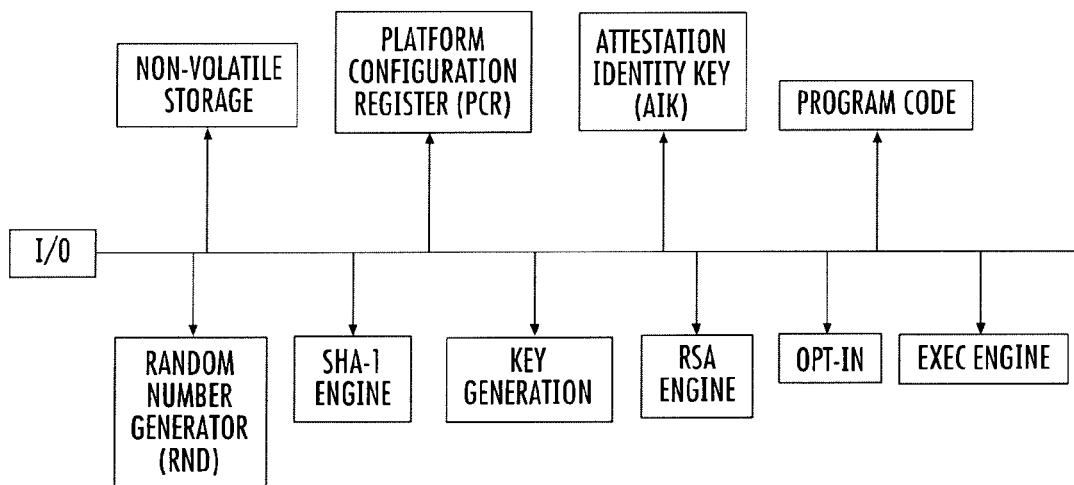 NON-VOLATILE
STORAGE
PLATFORM
CONFIGURATION
REGISTER (PCR)
ATTESTATION
IDENTITY KEY
(AIK)
PROGRAM CODE
I/O
RANDOM
NUMBER
GENERATOR
(RND)
SHA-1
ENGINE
KEY
GENERATION
RSA
ENGINE
OPT-IN
EXEC ENGINE